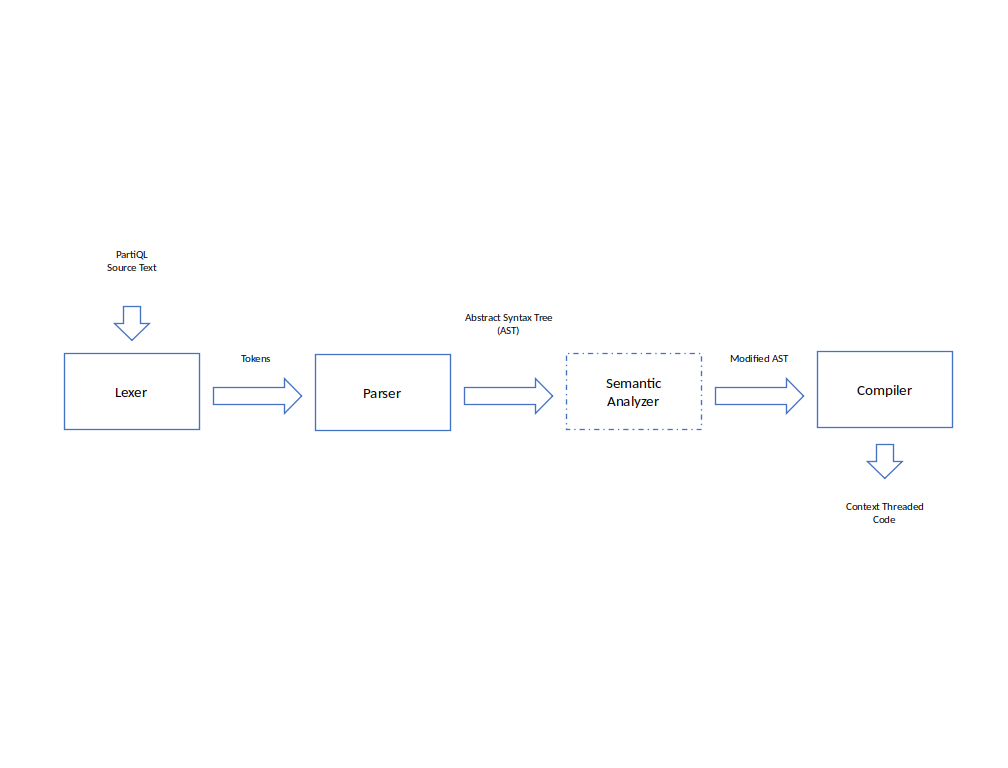 PartiQL
Source Text
Lexer
Tokens
Parser
Abstract Syntax Tree
(AST)
Semantic
Analyzer
Modified AST
Compiler
Context Threaded
Code